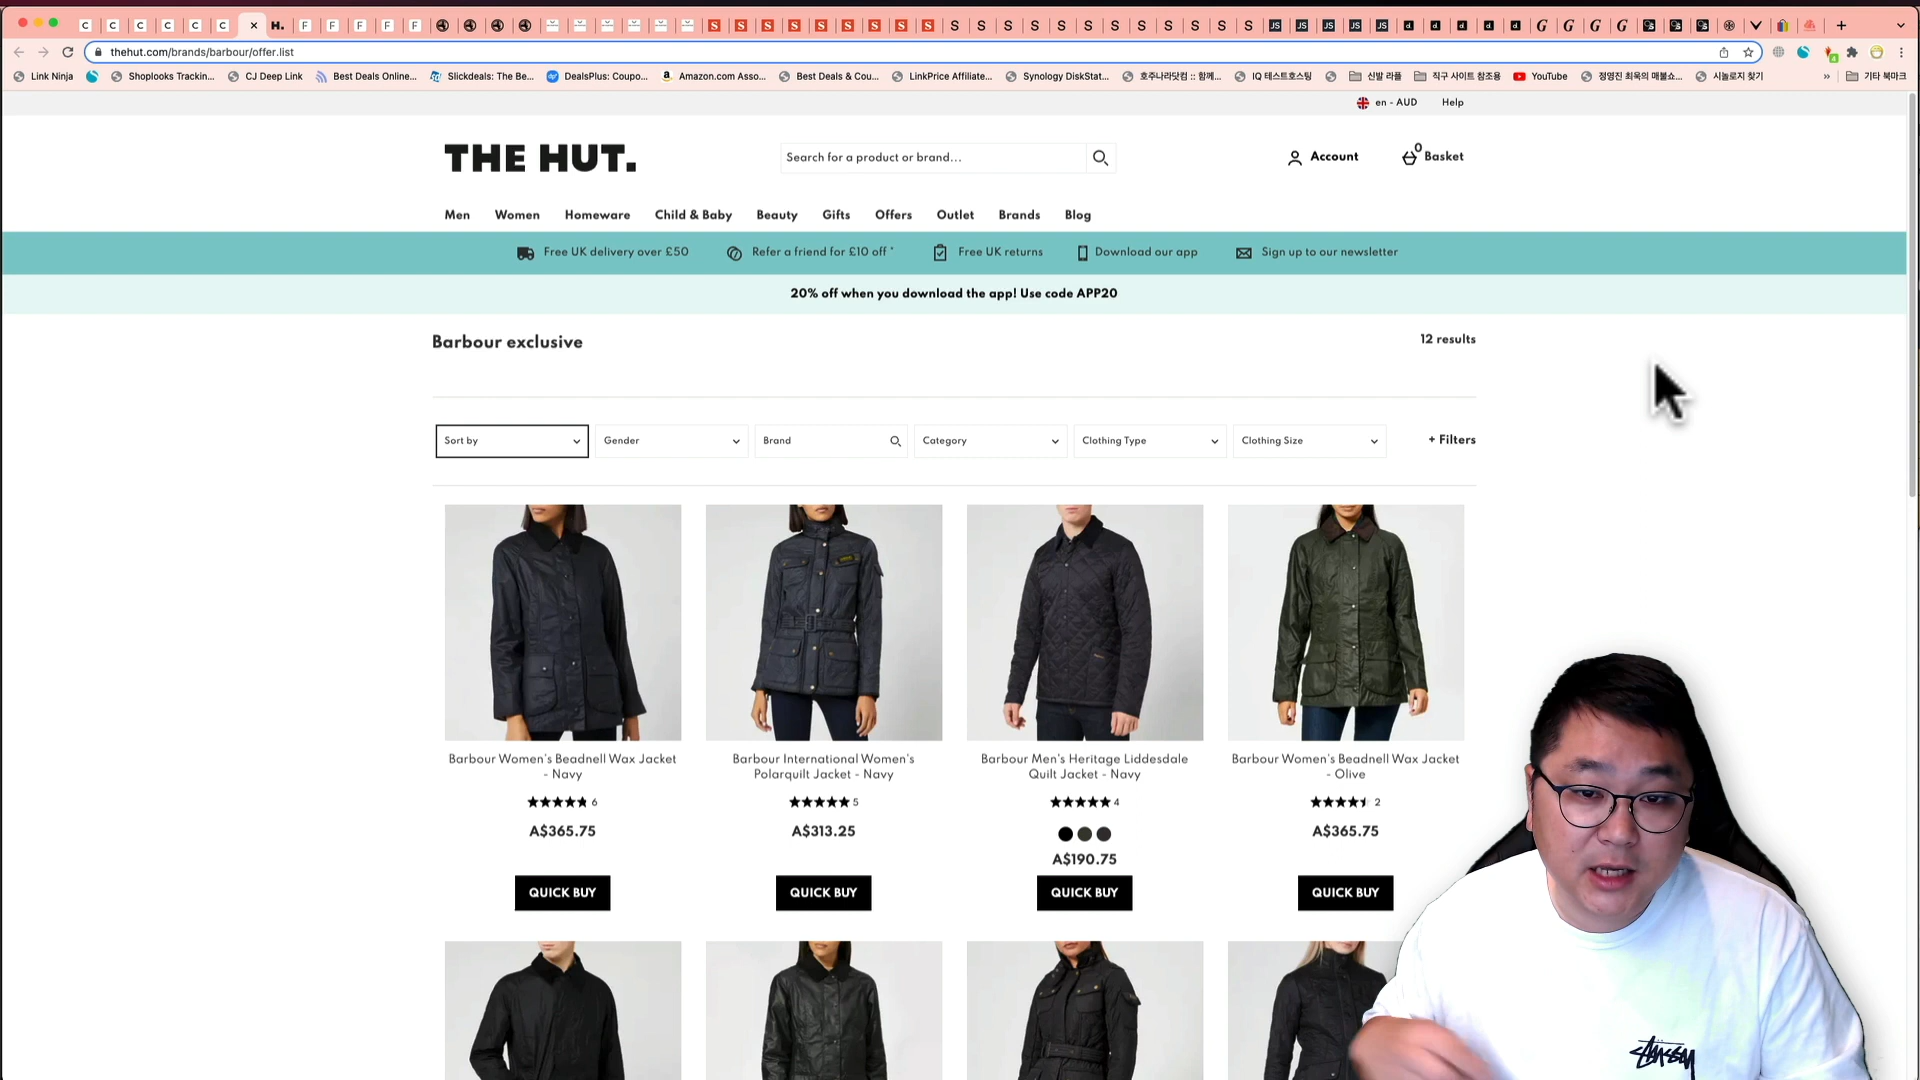 C C C C C C × H. F F F F F S S S S S S S S S S S S S S S S S S S S S JS JS JS JS JS d d d d d G G G G +
thehut.com/brands/barbour/offer.list
Link Ninja Shoplooks Trackin... CJ Deep Link Best Deals Online... Slickdeals: The Be... DealsPlus: Coupo... Amazon.com Asso... Best Deals & Cou... LinkPrice Affiliate... Synology DiskStat... 호주나라닷컴 :: 함께... IQ 테스트호스팅 신발 라플 직구 사이트 참조용 YouTube 정영진 최욱의 매불쇼... 시놀로지 찾기 » 기타 북마크
en - AUD Help
THE HUT.
Search for a product or brand...
Account
0 Basket
Men Women Homeware Child & Baby Beauty Gifts Offers Outlet Brands Blog
Free UK delivery over £50 Refer a friend for £10 off * Free UK returns Download our app Sign up to our newsletter
20% off when you download the app! Use code APP20
Barbour exclusive
12 results
Sort by Gender Brand Category Clothing Type Clothing Size + Filters
Barbour Women's Beadnell Wax Jacket
- Navy
6
A$365.75
QUICK BUY
Barbour International Women's
Polarquilt Jacket - Navy
5
A$313.25
QUICK BUY
Barbour Men's Heritage Liddesdale
Quilt Jacket - Navy
4
A$190.75
QUICK BUY
Barbour Women's Beadnell Wax Jacket
- Olive
2
A$365.75
QUICK BUY
STÜSSY